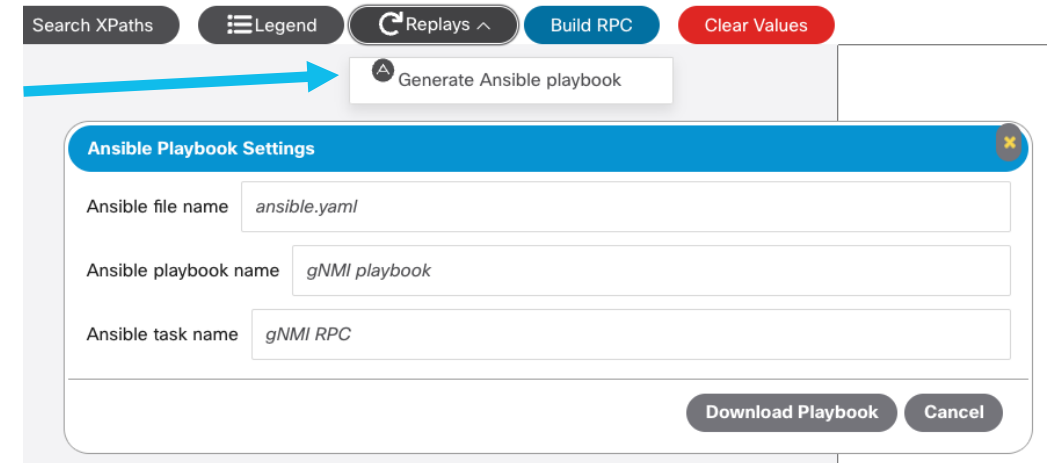 Search XPaths Legend Replays Build RPC Clear Values
Generate Ansible playbook
Ansible Playbook Settings
Ansible file name ansible.yaml
Ansible playbook name gNMI playbook
Ansible task name gNMI RPC
Download Playbook Cancel